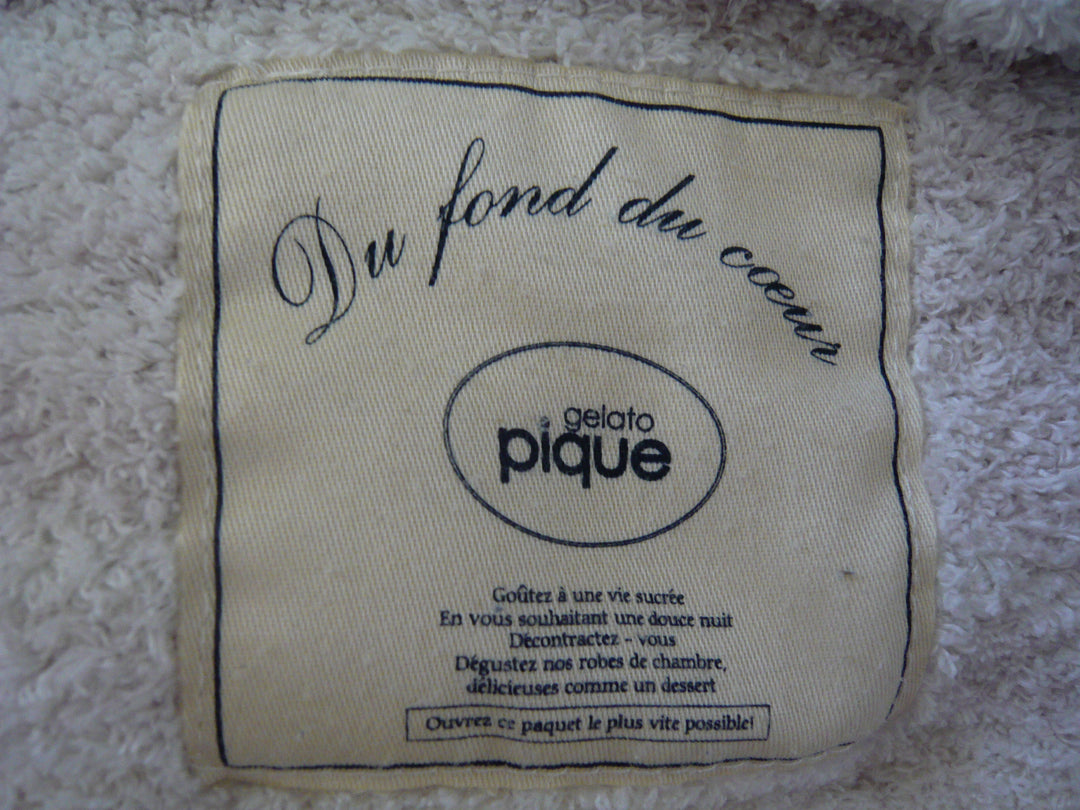 Du fond du cœur
gelato
pique
Goûtez à une vie sucrée
En vous souhaitant une douce nuit
Décontractez - vous
Dégustez nos robes de chambre,
délicieuses comme un dessert
Ouvrez ce paquet le plus vite possible!